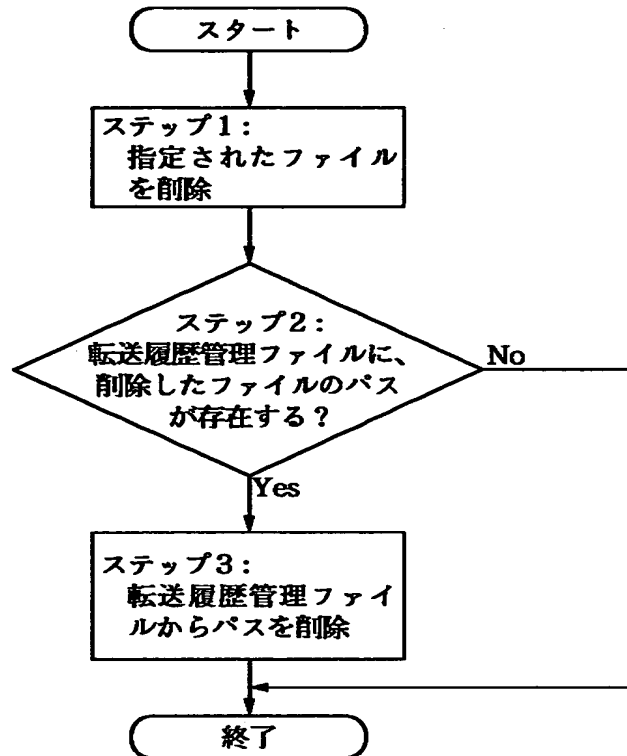 スタート
ステップ1:
指定されたファイル
を削除
ステップ2:
転送履歴管理ファイルに、
削除したファイルのパス
が存在する？
No
Yes
ステップ3:
転送履歴管理ファイ
ルからパスを削除
終了